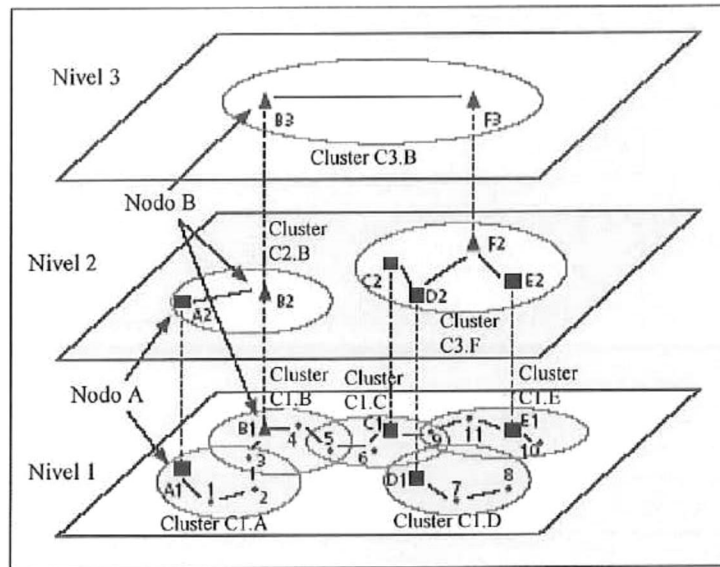 Nivel 3
B3
F3
Cluster C3.B
Nodo B
Cluster
C2.B
F2
Nivel 2
C2
E2
A2
B2
D2
Cluster
C3.F
Nodo A
Cluster
C1.B
Cluster
C1.C
Cluster
C1.E
B1
4
5
C1
9
11
E1
10
Nivel 1
3
6
A1
1
2
D1
7
8
Cluster C1.A
Cluster C1.D